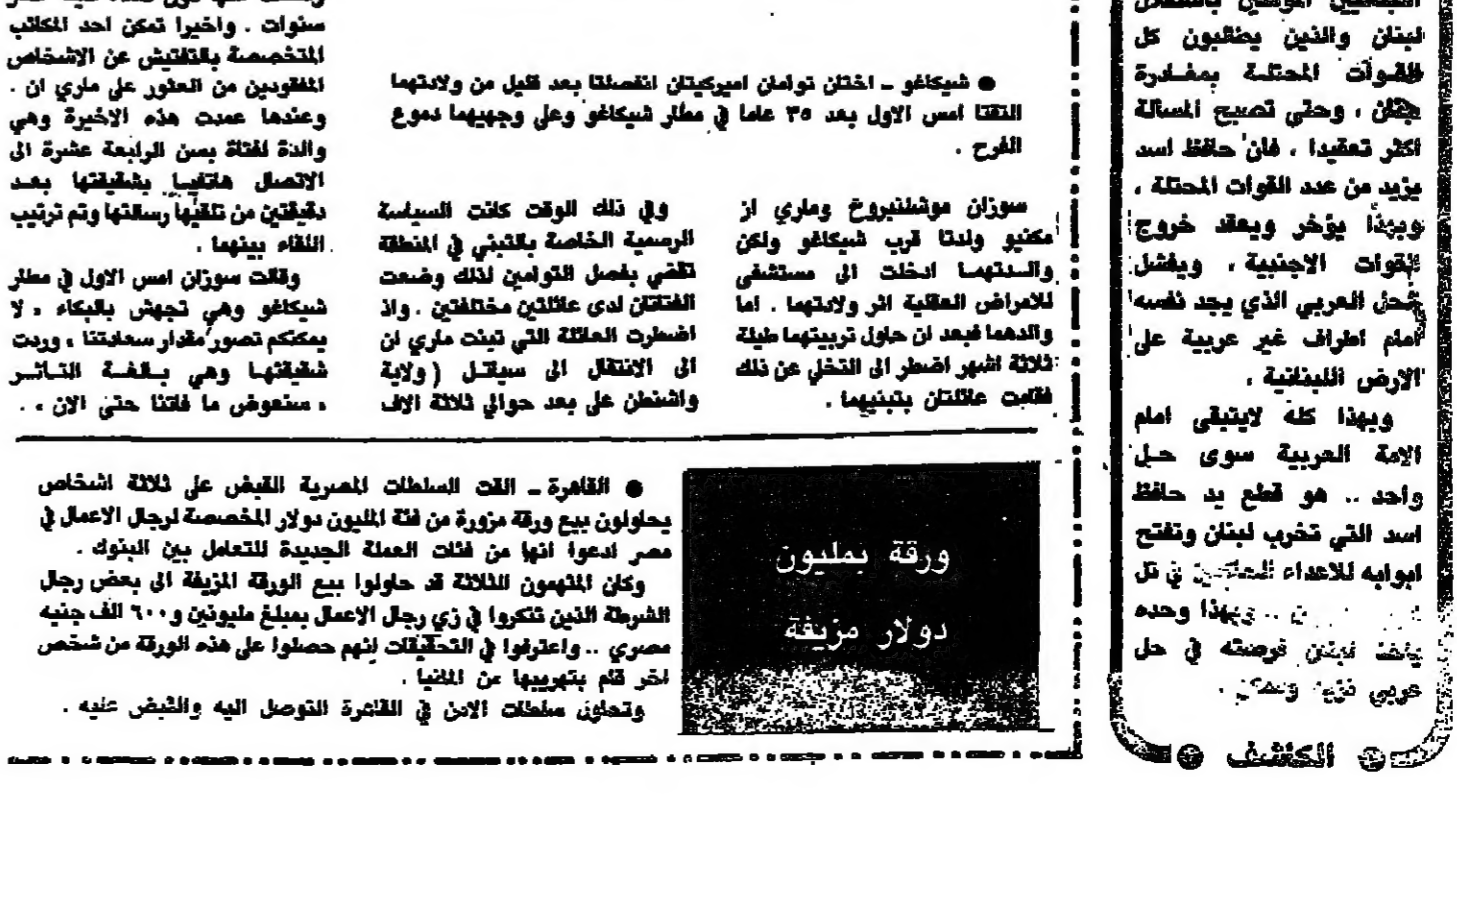 اللبنانيين المؤمنين باستقلال
لبنان والذين يطلبون كل
القوات المحتلة بمغادرة
لبنان ، وحتى تصبح المسالة
اكثر تعقيدا ، فان حافظ اسد
يزيد من عدد القوات المحتلة ،
وبهذا يؤخر ويعقد خروج
القوات الاجنبية ، ويفشل
الحل العربي الذي يجد نفسه
امام اطراف غير عربية على
الارض اللبنانية .
وبهذا كله لايتبقى امام
الامة العربية سوى حل
واحد .. هو قطع يد حافظ
اسد التي تخرب لبنان وتفتح
ابوابه للاعداء في تل
.. وبهذا وحده
ياخذ لبنان فرصته في حل
عربي نزيه وممكن .
الكاشف
● شيكاغو ـ اختان توامان اميركيتان انفصلتا بعد قليل من ولادتهما
التقتا امس الاول بعد ٣٥ عاما في مطار شيكاغو وعلى وجهيهما دموع
الفرح .
سوزان وماري ان
ولدتا قرب شيكاغو ولكن
والدتهما ادخلت الى مستشفى
للامراض العقلية اثر ولادتهما . اما
والدهما فبعد ان حاول تربيتهما طيلة
ثلاثة اشهر اضطر الى التخلي عن ذلك
فقامت عائلتان بتبنيهما .
وفي ذلك الوقت كانت السياسة
الرسمية الخاصة بالتبني في المنطقة
تقضي بفصل التوامين لذلك وضعت
الفتاتان لدى عائلتين مختلفتين . واذ
اضطرت العائلة التي تبنت ماري ان
الى الانتقال الى سياتل ( ولاية
واشنطن على بعد حوالي ثلاثة الاف
سنوات . واخيرا تمكن احد المكاتب
المتخصصة بالتفتيش عن الاشخاص
المفقودين من العثور على ماري ان .
وعندها عمدت هذه الاخيرة وهي
والدة لفتاة بسن الرابعة عشرة الى
الاتصال هاتفيا بشقيقتها بعد
دقيقتين من تلقيها رسالتها وتم ترتيب
اللقاء بينهما .
وقالت سوزان امس الاول في مطار
شيكاغو وهي تجهش بالبكاء « لا
يمكنكم تصور مقدار سعادتنا » وردت
شقيقتها وهي بالغة التاثر
« سنعوض ما فاتنا حتى الان » .
ورقة بمليون
دولار مزيفة
● القاهرة ـ القت السلطات المصرية القبض على ثلاثة اشخاص
يحاولون بيع ورقة مزورة من فئة المليون دولار المخصصة لرجال الاعمال في
مصر ادعوا انها من فئات العملة الجديدة للتعامل بين البنوك .
وكان المتهمون الثلاثة قد حاولوا بيع الورقة المزيفة الى بعض رجال
الشرطة الذين تنكروا في زي رجال الاعمال بمبلغ مليونين و٦٠٠ الف جنيه
مصري .. واعترفوا في التحقيقات انهم حصلوا على هذه الورقة من شخص
اخر قام بتهريبها من المانيا .
وتحاول سلطات الامن في القاهرة التوصل اليه والقبض عليه .